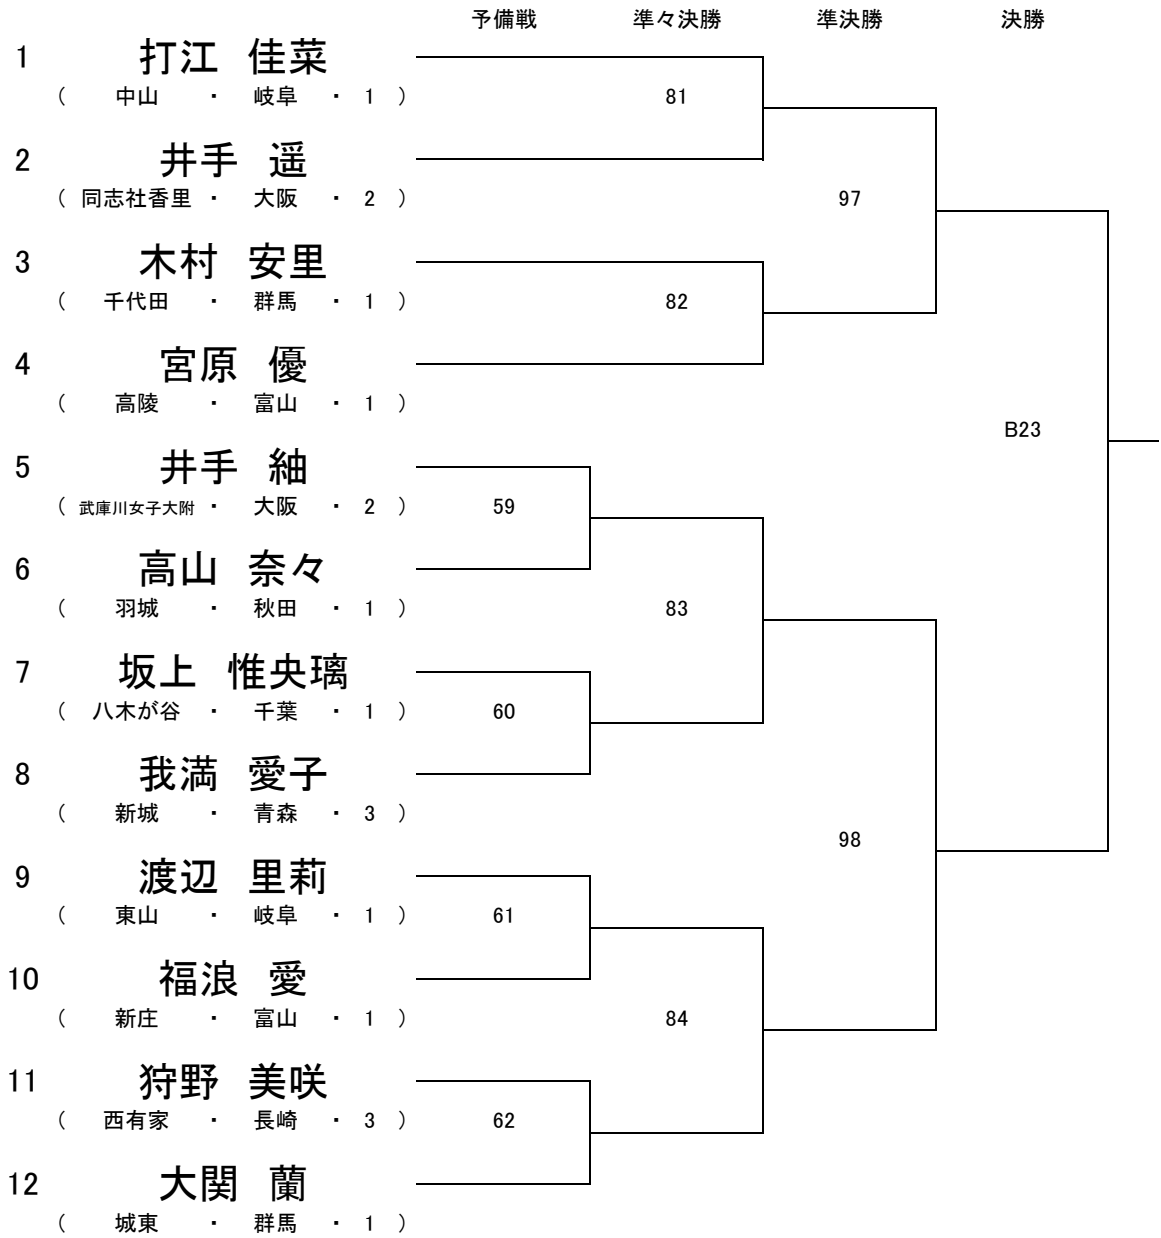 予備戦 準々決勝 準決勝 決勝
1 打江 佳菜
( 中山 ・ 岐阜 ・ 1 )
81
2 井手 遥
( 同志社香里 ・ 大阪 ・ 2 )
97
3 木村 安里
( 千代田 ・ 群馬 ・ 1 )
82
4 宮原 優
( 高陵 ・ 富山 ・ 1 )
B23
5 井手 紬
( 武庫川女子大附 ・ 大阪 ・ 2 )
59
6 高山 奈々
( 羽城 ・ 秋田 ・ 1 )
83
7 坂上 惟央璃
( 八木が谷 ・ 千葉 ・ 1 )
60
8 我満 愛子
( 新城 ・ 青森 ・ 3 )
98
9 渡辺 里莉
( 東山 ・ 岐阜 ・ 1 )
61
10 福浪 愛
( 新庄 ・ 富山 ・ 1 )
84
11 狩野 美咲
( 西有家 ・ 長崎 ・ 3 )
62
12 大関 蘭
( 城東 ・ 群馬 ・ 1 )